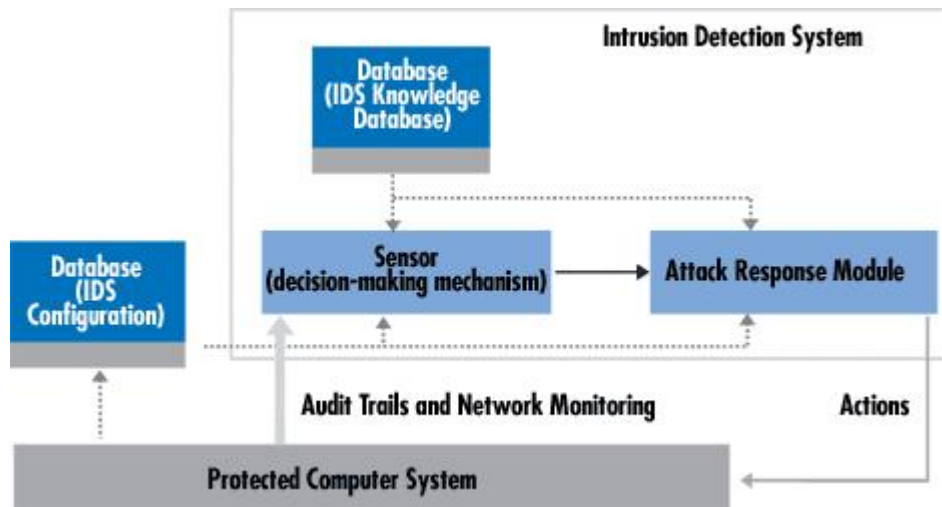 Intrusion Detection System
Database
(IDS Knowledge
Database)
Sensor
(decision-making mechanism)
Attack Response Module
Database
(IDS
Configuration)
Audit Trails and Network Monitoring
Actions
Protected Computer System